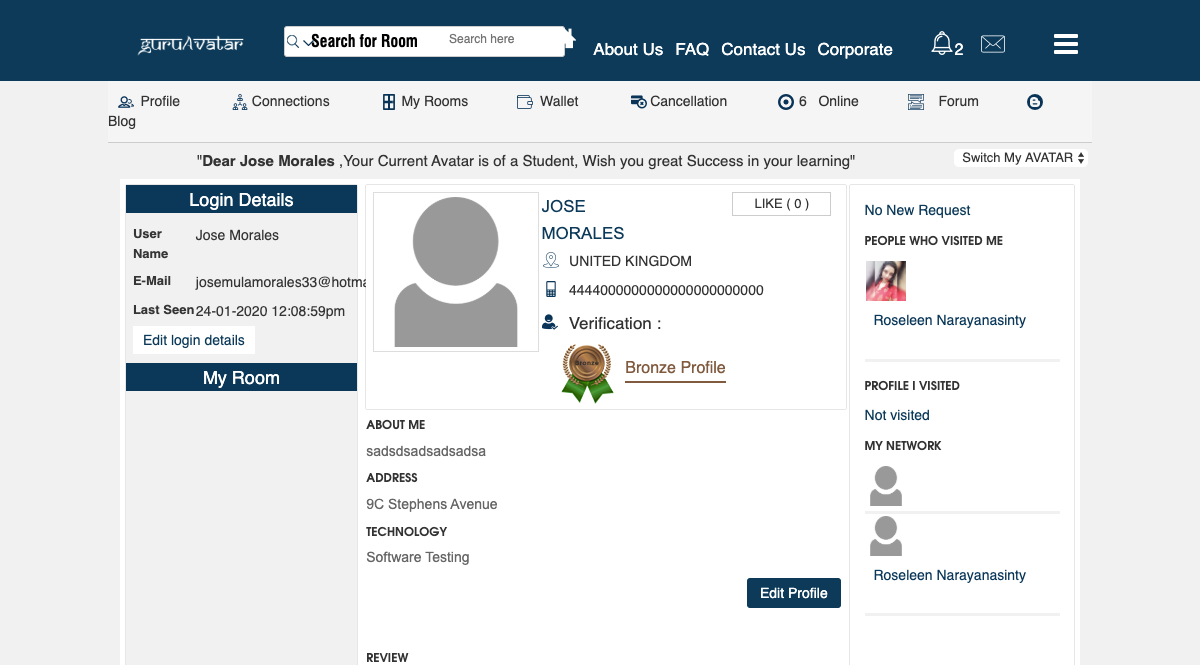 guruAvatar
Search for Room
Search here
About Us FAQ Contact Us Corporate
2
Profile Connections My Rooms Wallet Cancellation 6 Online Forum
Blog
"Dear Jose Morales ,Your Current Avatar is of a Student, Wish you great Success in your learning"
Switch My AVATAR
Login Details
User
Name
Jose Morales
E-Mail
josemulamorales33@hotma
Last Seen 24-01-2020 12:08:59pm
Edit login details
My Room
JOSE
MORALES
LIKE ( 0 )
UNITED KINGDOM
4444000000000000000000000
Verification :
Bronze
Bronze Profile
ABOUT ME
sadsdsadsadsadsa
ADDRESS
9C Stephens Avenue
TECHNOLOGY
Software Testing
Edit Profile
REVIEW
No New Request
PEOPLE WHO VISITED ME
Roseleen Narayanasinty
PROFILE I VISITED
Not visited
MY NETWORK
Roseleen Narayanasinty